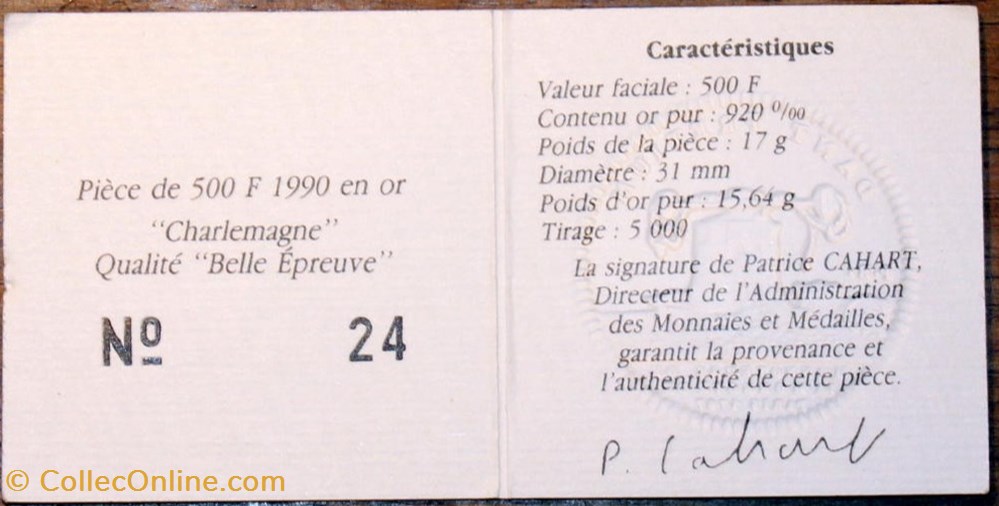 Pièce de 500 F 1990 en or
"Charlemagne"
Qualité "Belle Épreuve"
Nº 24
Caractéristiques
Valeur faciale : 500 F
Contenu or pur : 920 ⁰/₀₀
Poids de la pièce : 17 g
Diamètre : 31 mm
Poids d'or pur : 15,64 g
Tirage : 5 000
La signature de Patrice CAHART,
Directeur de l'Administration
des Monnaies et Médailles,
garantit la provenance et
l'authenticité de cette pièce.
P. Cahart
© CollecOnline.com